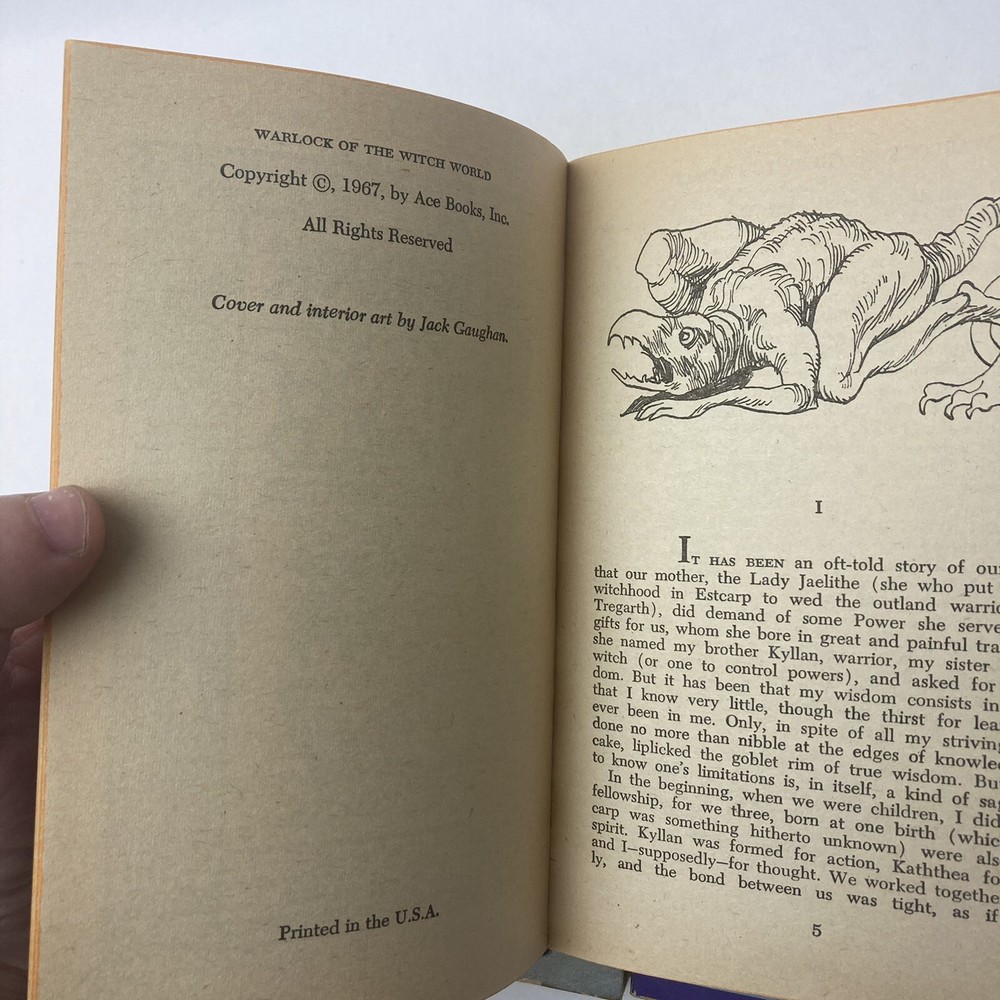 WARLOCK OF THE WITCH WORLD
Copyright ©, 1967, by Ace Books, Inc.
All Rights Reserved
Cover and interior art by Jack Gaughan.
Printed in the U.S.A.
I
IT HAS BEEN an oft-told story of
that our mother, the Lady Jaelithe (she who put
witchhood in Estcarp to wed the outland
Tregarth), did demand of some Power she
gifts for us, whom she bore in great and painful
she named my brother Kyllan, warrior, my sister
witch (or one to control powers), and asked for
dom. But it has been that my wisdom consists in
that I know very little, though the thirst for
ever been in me. Only, in spite of all my
done no more than nibble at the edges of
cake, liplicked the goblet rim of true wisdom.
to know one's limitations is, in itself, a kind of
In the beginning, when we were children, I
fellowship, for we three, born at one birth
carp was something hitherto unknown) were
spirit. Kyllan was formed for action, Kaththea
and I—supposedly—for thought. We worked
ly, and the bond between us was tight, as if
5